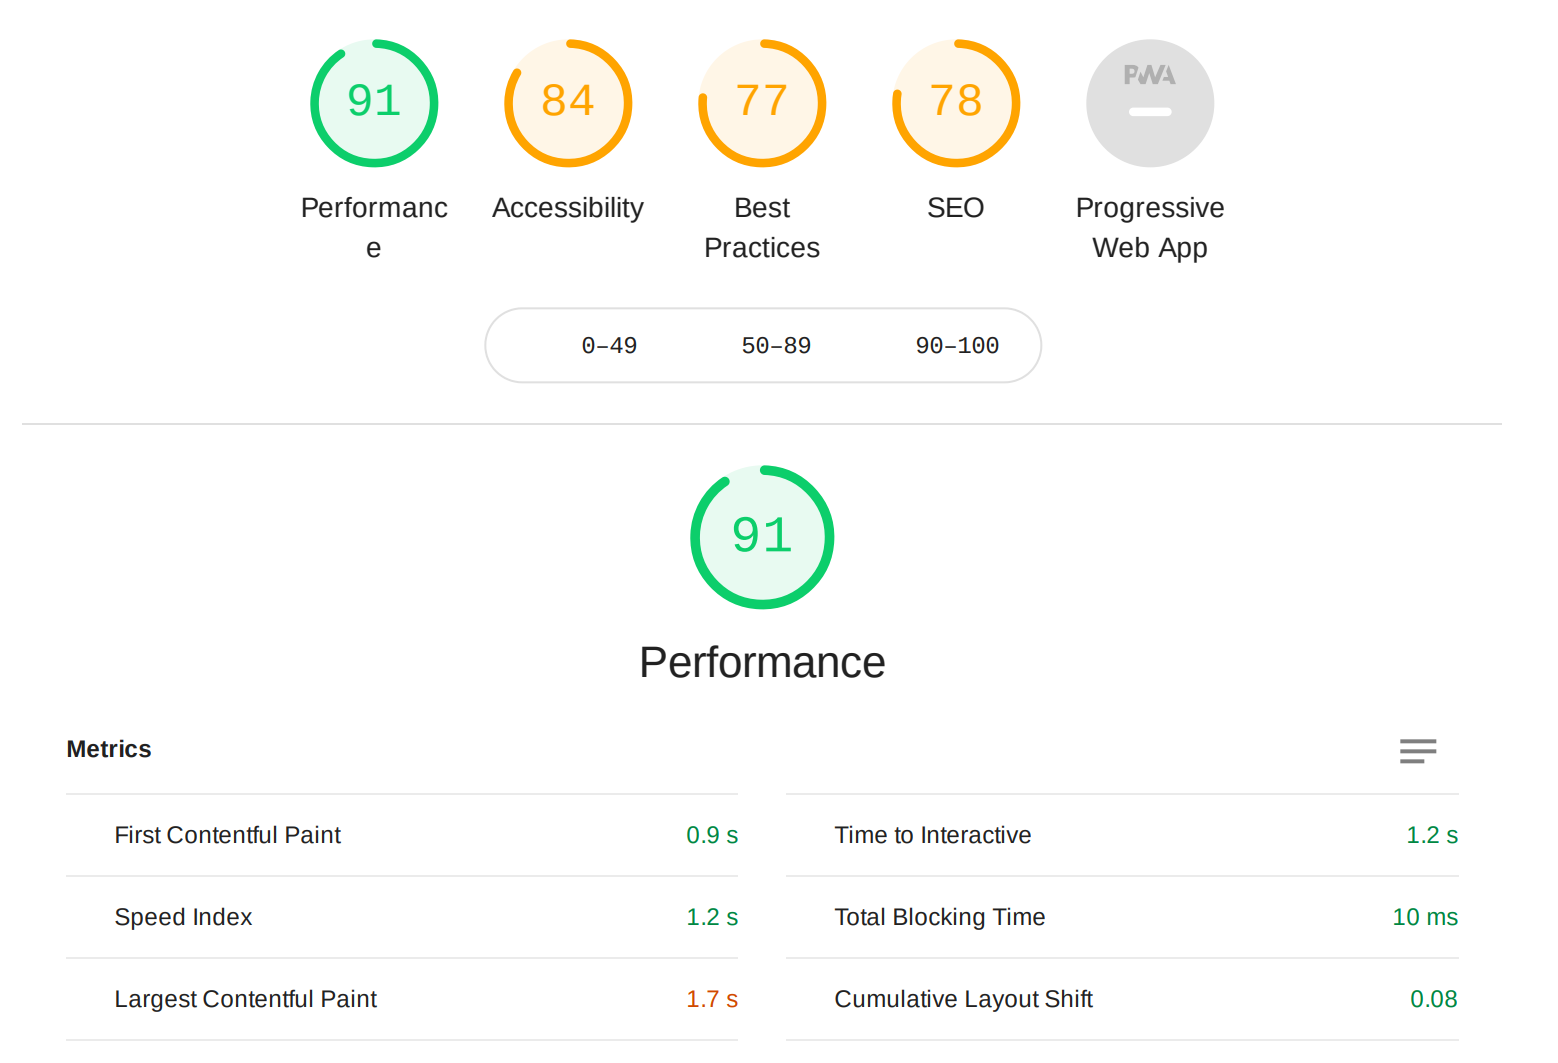 91 84 77 78 PWA
Performanc Accessibility Best SEO Progressive
e Practices Web App
0–49 50–89 90–100
91
Performance
Metrics
First Contentful Paint 0.9 s Time to Interactive 1.2 s
Speed Index 1.2 s Total Blocking Time 10 ms
Largest Contentful Paint 1.7 s Cumulative Layout Shift 0.08